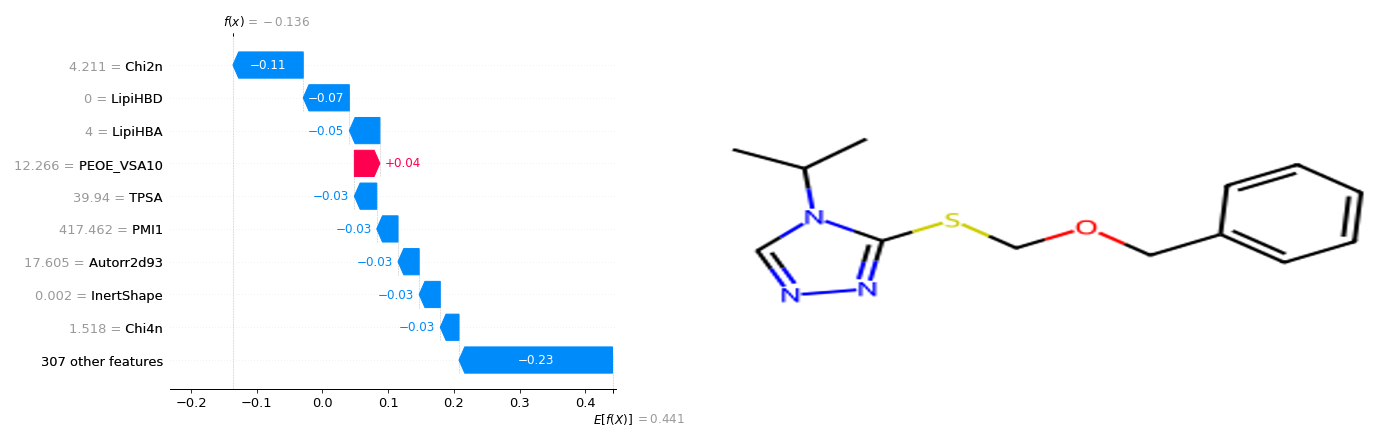 f(x) = −0.136
4.211 = Chi2n
−0.11
0 = LipiHBD
−0.07
4 = LipiHBA
−0.05
12.266 = PEOE_VSA10
+0.04
39.94 = TPSA
−0.03
417.462 = PMI1
−0.03
17.605 = Autorr2d93
−0.03
0.002 = InertShape
−0.03
1.518 = Chi4n
−0.03
307 other features
−0.23
−0.2 −0.1 0.0 0.1 0.2 0.3 0.4
E[f(X)] = 0.441
N
S
O
N
N